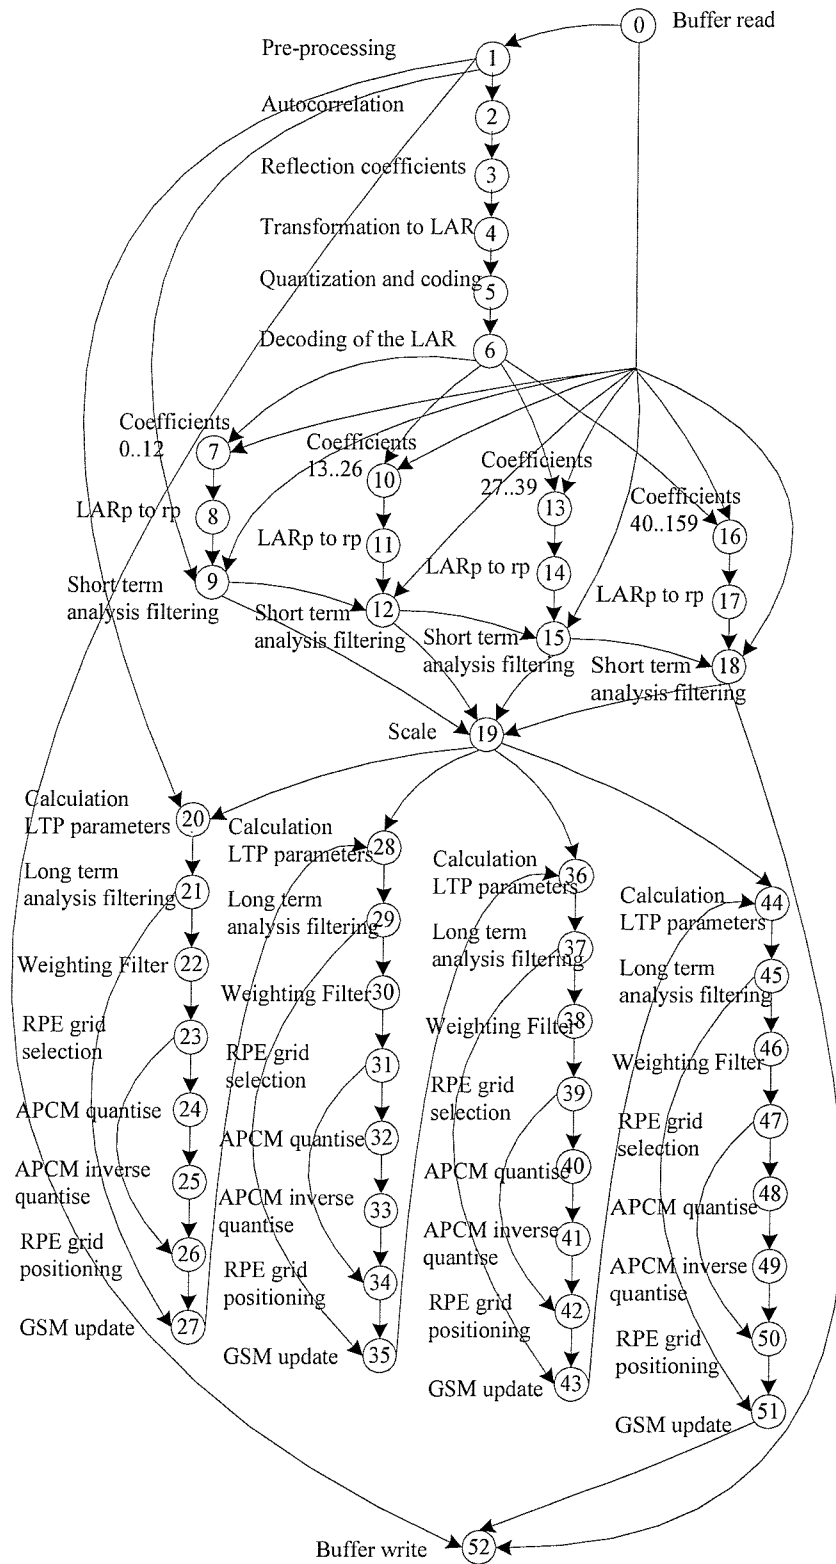 0 Buffer read
Pre-processing 1
Autocorrelation 2
Reflection coefficients 3
Transformation to LAR 4
Quantization and coding 5
Decoding of the LAR 6
Coefficients
0..12 7
Coefficients
13..26 10
Coefficients
27..39 13
Coefficients
40..159 16
LARp to rp 8
LARp to rp 11
LARp to rp 14
LARp to rp 17
Short term
analysis filtering 9
Short term
analysis filtering 12
Short term
analysis filtering 15
Short term
analysis filtering 18
Scale 19
Calculation
LTP parameters 20
Long term
analysis filtering 21
Weighting Filter 22
RPE grid
selection 23
APCM quantise 24
APCM inverse
quantise 25
RPE grid
positioning 26
GSM update 27
Calculation
LTP parameters 28
Long term
analysis filtering 29
Weighting Filter 30
RPE grid
selection 31
APCM quantise 32
APCM inverse
quantise 33
RPE grid
positioning 34
GSM update 35
Calculation
LTP parameters 36
Long term
analysis filtering 37
Weighting Filter 38
RPE grid
selection 39
APCM quantise 40
APCM inverse
quantise 41
RPE grid
positioning 42
GSM update 43
Calculation
LTP parameters 44
Long term
analysis filtering 45
Weighting Filter 46
RPE grid
selection 47
APCM quantise 48
APCM inverse
quantise 49
RPE grid
positioning 50
GSM update 51
Buffer write 52